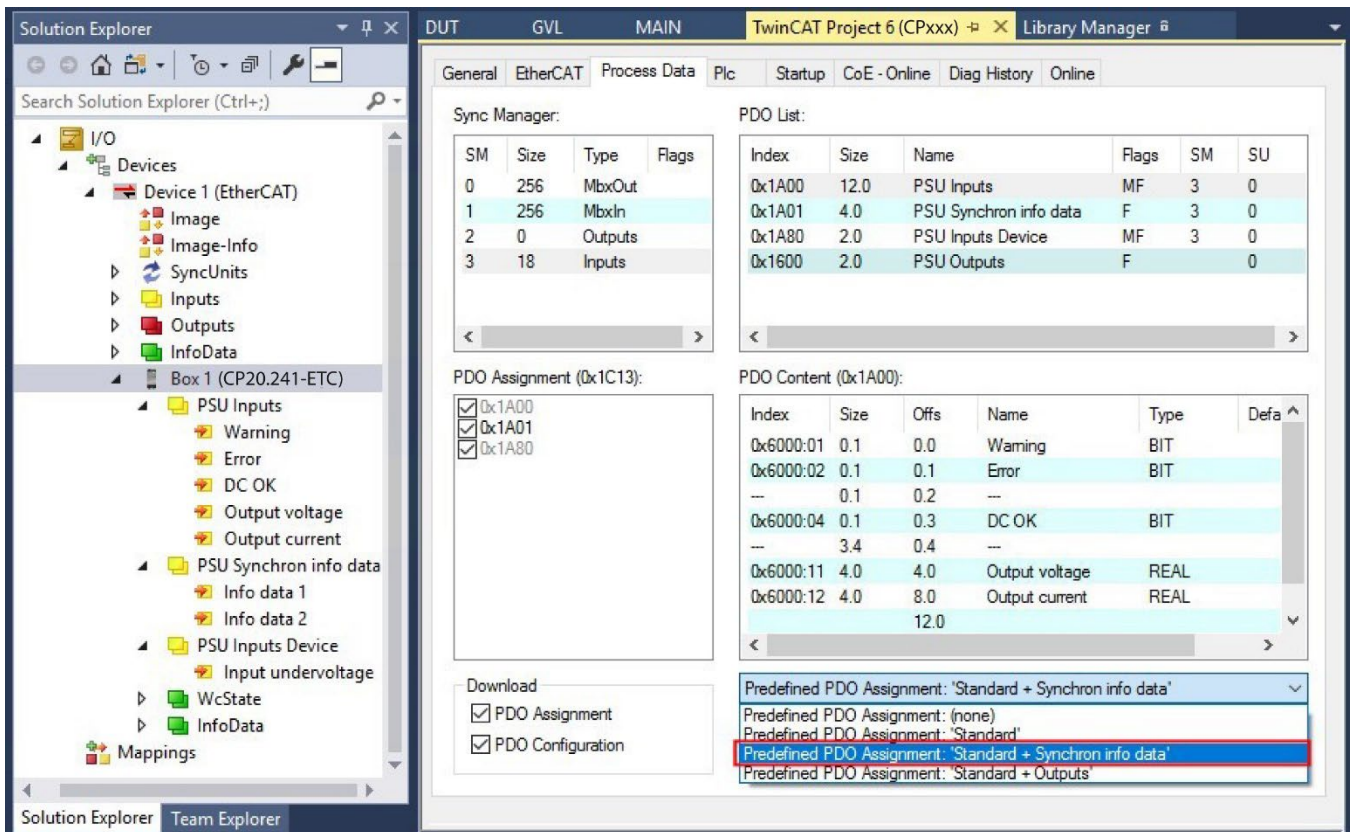 Solution Explorer
Search Solution Explorer (Ctrl+;)
I/O
Devices
Device 1 (EtherCAT)
Image
Image-Info
SyncUnits
Inputs
Outputs
InfoData
Box 1 (CP20.241-ETC)
PSU Inputs
Warning
Error
DC OK
Output voltage
Output current
PSU Synchron info data
Info data 1
Info data 2
PSU Inputs Device
Input undervoltage
WcState
InfoData
Mappings
Solution Explorer Team Explorer
DUT GVL MAIN TwinCAT Project 6 (CPxxx) Library Manager
General EtherCAT Process Data Plc Startup CoE - Online Diag History Online
Sync Manager:
SM Size Type Flags
0 256 MbxOut
1 256 MbxIn
2 0 Outputs
3 18 Inputs
PDO List:
Index Size Name Flags SM SU
0x1A00 12.0 PSU Inputs MF 3 0
0x1A01 4.0 PSU Synchron info data F 3 0
0x1A80 2.0 PSU Inputs Device MF 3 0
0x1600 2.0 PSU Outputs F 0
PDO Assignment (0x1C13):
0x1A00
0x1A01
0x1A80
PDO Content (0x1A00):
Index Size Offs Name Type Defa
0x6000:01 0.1 0.0 Warning BIT
0x6000:02 0.1 0.1 Error BIT
--- 0.1 0.2 ---
0x6000:04 0.1 0.3 DC OK BIT
--- 3.4 0.4 ---
0x6000:11 4.0 4.0 Output voltage REAL
0x6000:12 4.0 8.0 Output current REAL
12.0
Download
PDO Assignment
PDO Configuration
Predefined PDO Assignment: 'Standard + Synchron info data'
Predefined PDO Assignment: (none)
Predefined PDO Assignment: 'Standard'
Predefined PDO Assignment: 'Standard + Synchron info data'
Predefined PDO Assignment: 'Standard + Outputs'